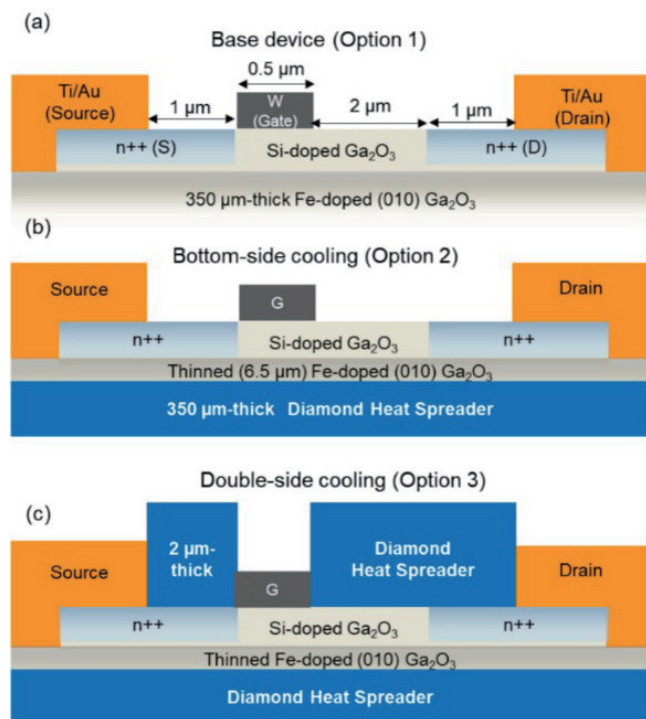 (a)
Base device (Option 1)
0.5 µm
Ti/Au
(Source)
1 µm
W
(Gate)
2 µm
1 µm
Ti/Au
(Drain)
n++ (S)
Si-doped Ga₂O₃
n++ (D)
350 µm-thick Fe-doped (010) Ga₂O₃
(b)
Bottom-side cooling (Option 2)
Source
G
Drain
n++
Si-doped Ga₂O₃
n++
Thinned (6.5 µm) Fe-doped (010) Ga₂O₃
350 µm-thick Diamond Heat Spreader
Double-side cooling (Option 3)
(c)
Source
2 µm-
thick
G
Diamond
Heat Spreader
Drain
n++
Si-doped Ga₂O₃
n++
Thinned Fe-doped (010) Ga₂O₃
Diamond Heat Spreader